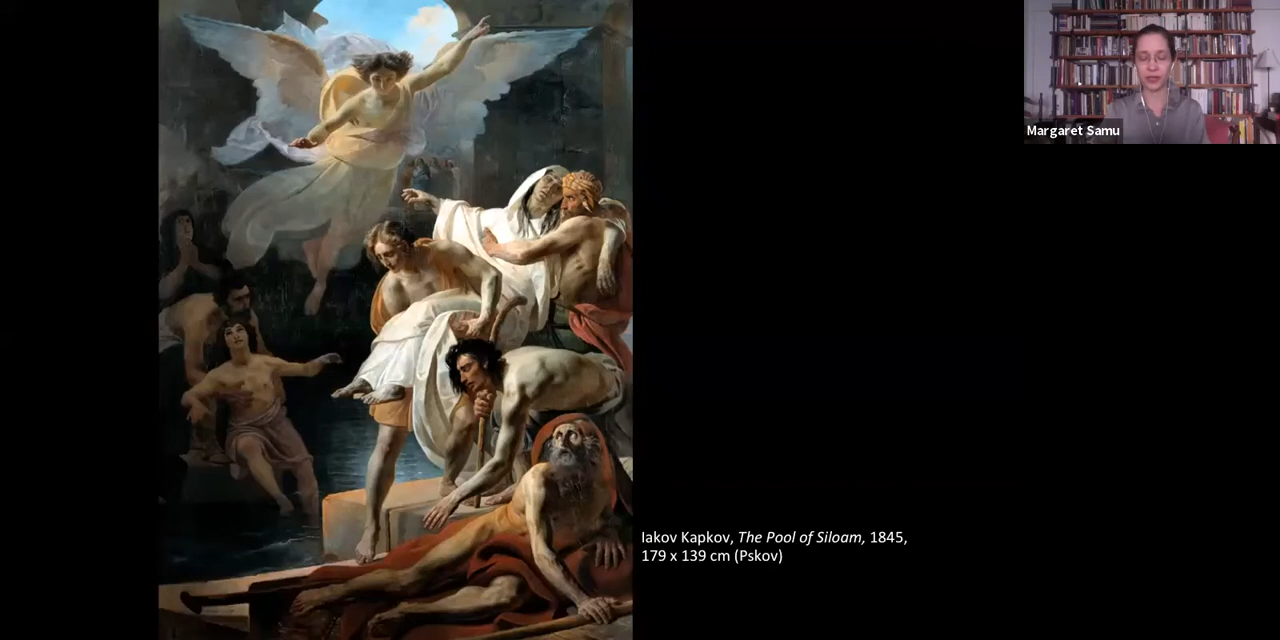 Margaret Samu
Iakov Kapkov, The Pool of Siloam, 1845,
179 x 139 cm (Pskov)